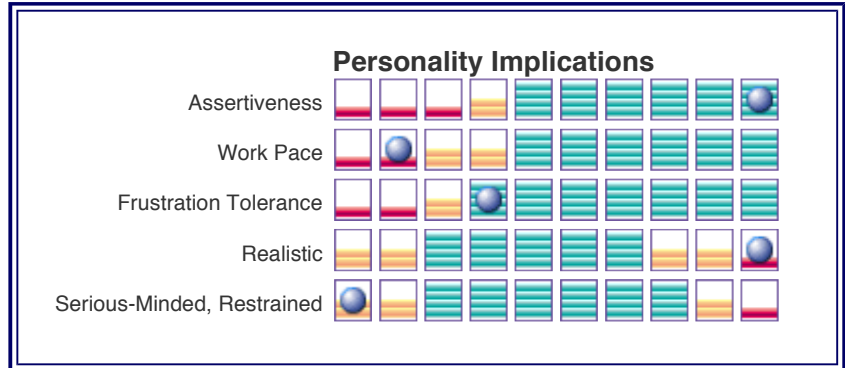 Personality Implications
Assertiveness
Work Pace
Frustration Tolerance
Realistic
Serious-Minded, Restrained